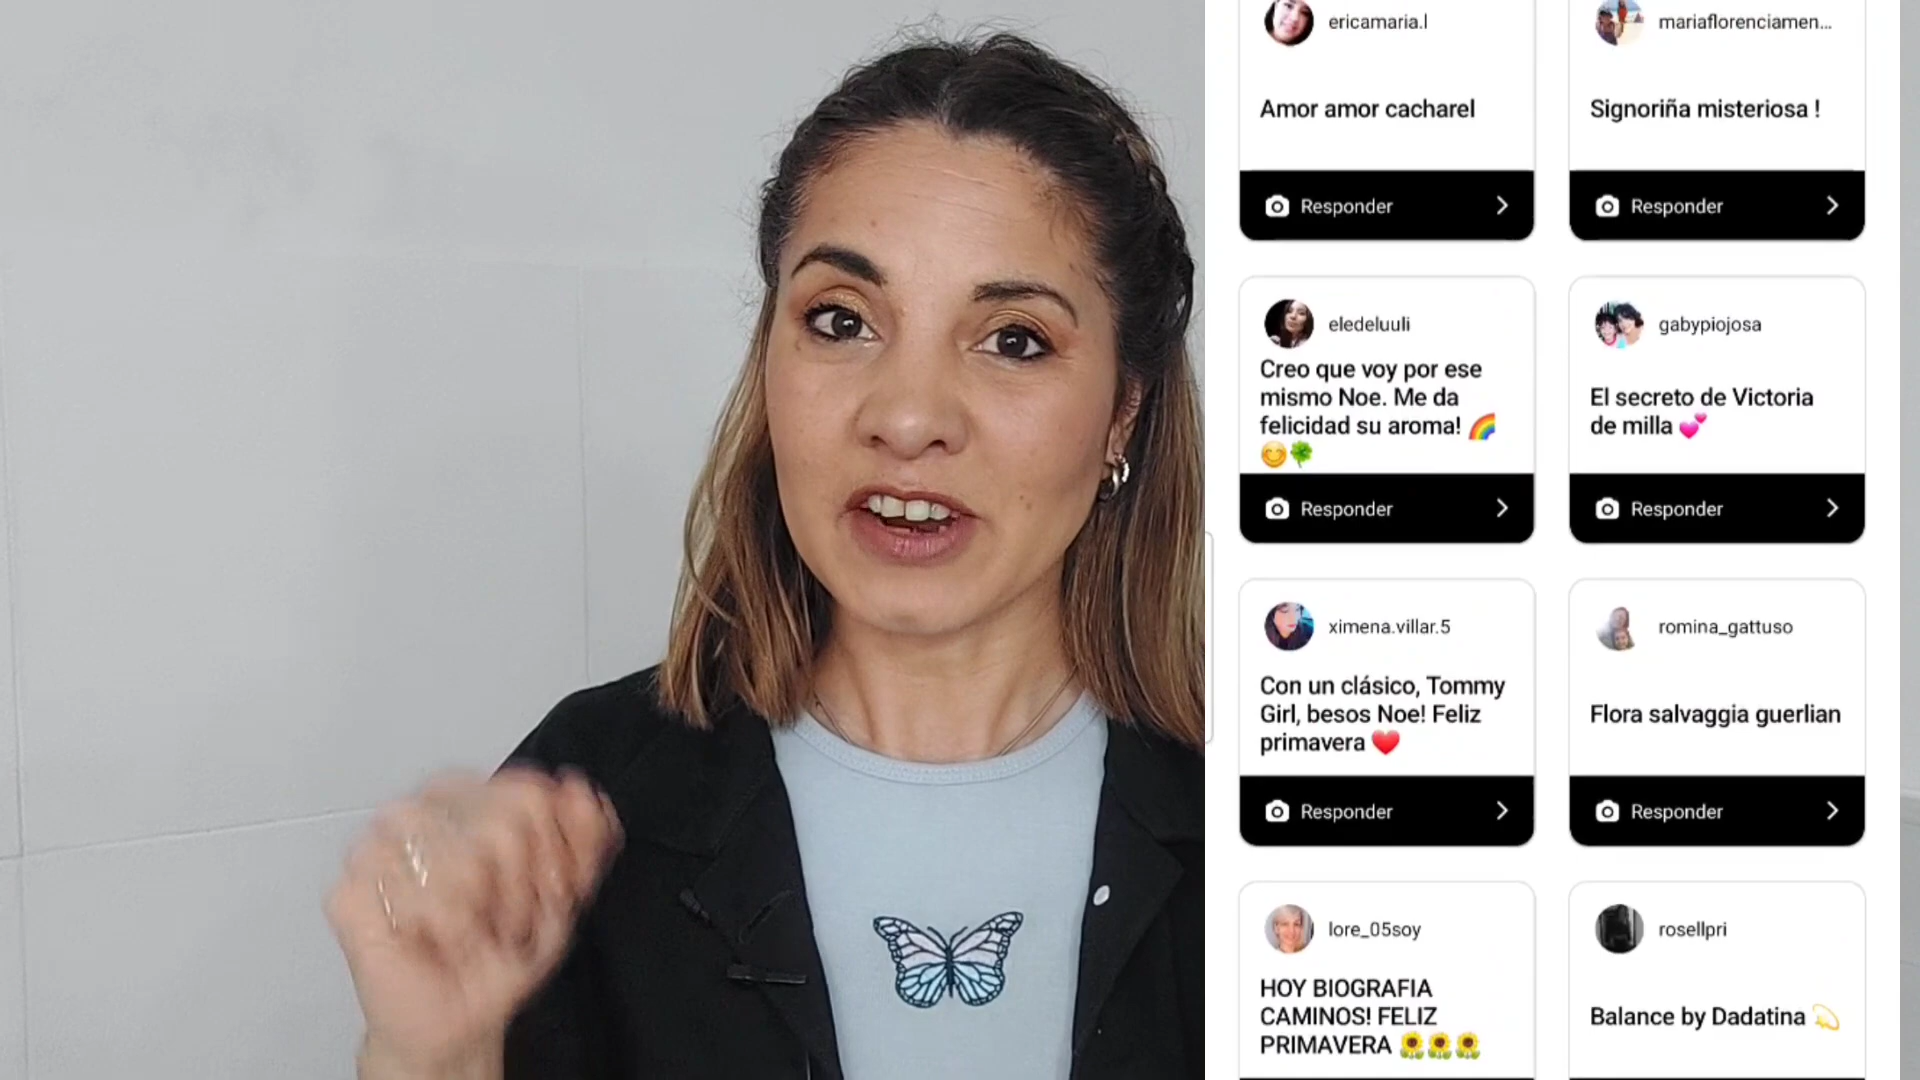 ericamaria.l
Amor amor cacharel
Responder
mariaflorenciamen...
Signoriña misteriosa !
Responder
eledeluuli
Creo que voy por ese
mismo Noe. Me da
felicidad su aroma! 🌈
😊🍀
Responder
gabypiojosa
El secreto de Victoria
de milla 💕
Responder
ximena.villar.5
Con un clásico, Tommy
Girl, besos Noe! Feliz
primavera ❤️
Responder
romina_gattuso
Flora salvaggia guerlian
Responder
lore_05soy
HOY BIOGRAFIA
CAMINOS! FELIZ
PRIMAVERA 🌻🌻🌻
rosellpri
Balance by Dadatina 💫